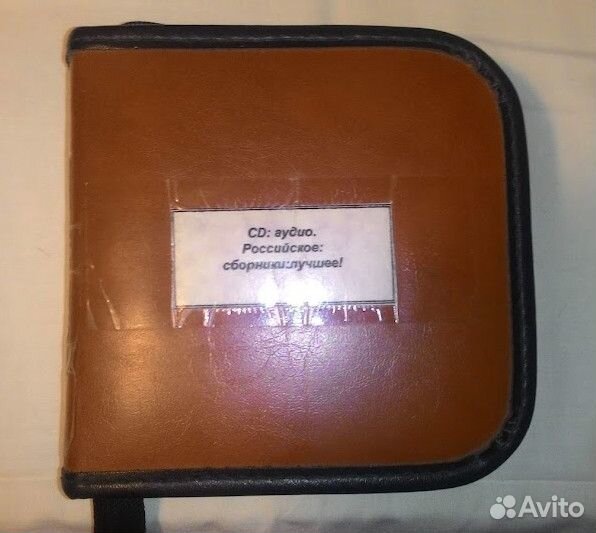 CD: аудио.
Российское:
сборники:лучшее!
Avito